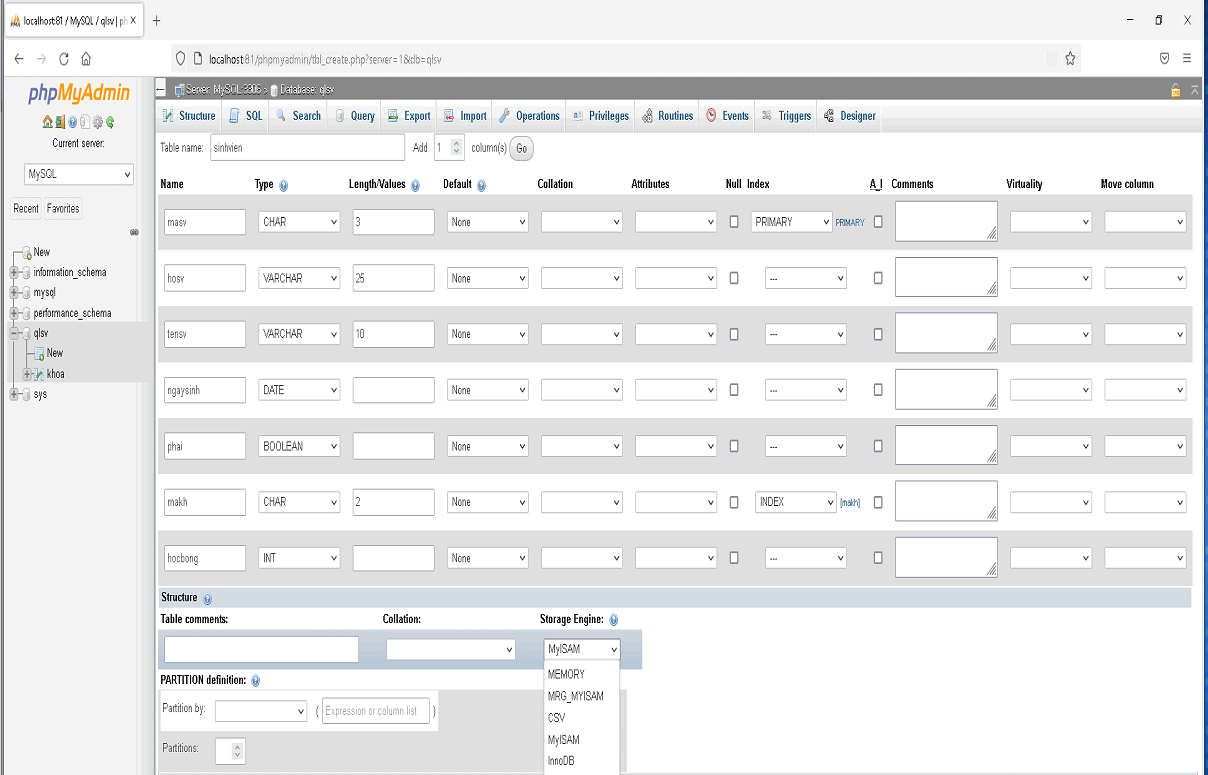 localhost:81 / MySQL / qlsv | ph
localhost:81/phpmyadmin/tbl_create.php?server=1&db=qlsv
phpMyAdmin
Current server:
MySQL
Recent Favorites
New
information_schema
mysql
performance_schema
qlsv
New
khoa
sys
Server: MySQL:3306 » Database: qlsv
Structure SQL Search Query Export Import Operations Privileges Routines Events Triggers Designer
Table name: sinhvien Add 1 column(s) Go
Name Type Length/Values Default Collation Attributes Null Index A_I Comments Virtuality Move column
masv CHAR 3 None PRIMARY PRIMARY
hosv VARCHAR 25 None ---
tensv VARCHAR 10 None ---
ngaysinh DATE None ---
phai BOOLEAN None ---
makh CHAR 2 None INDEX [makh]
hocbong INT None ---
Structure
Table comments: Collation: Storage Engine:
MyISAM
MEMORY
MRG_MYISAM
CSV
MyISAM
InnoDB
PARTITION definition:
Partition by: ( Expression or column list )
Partitions: